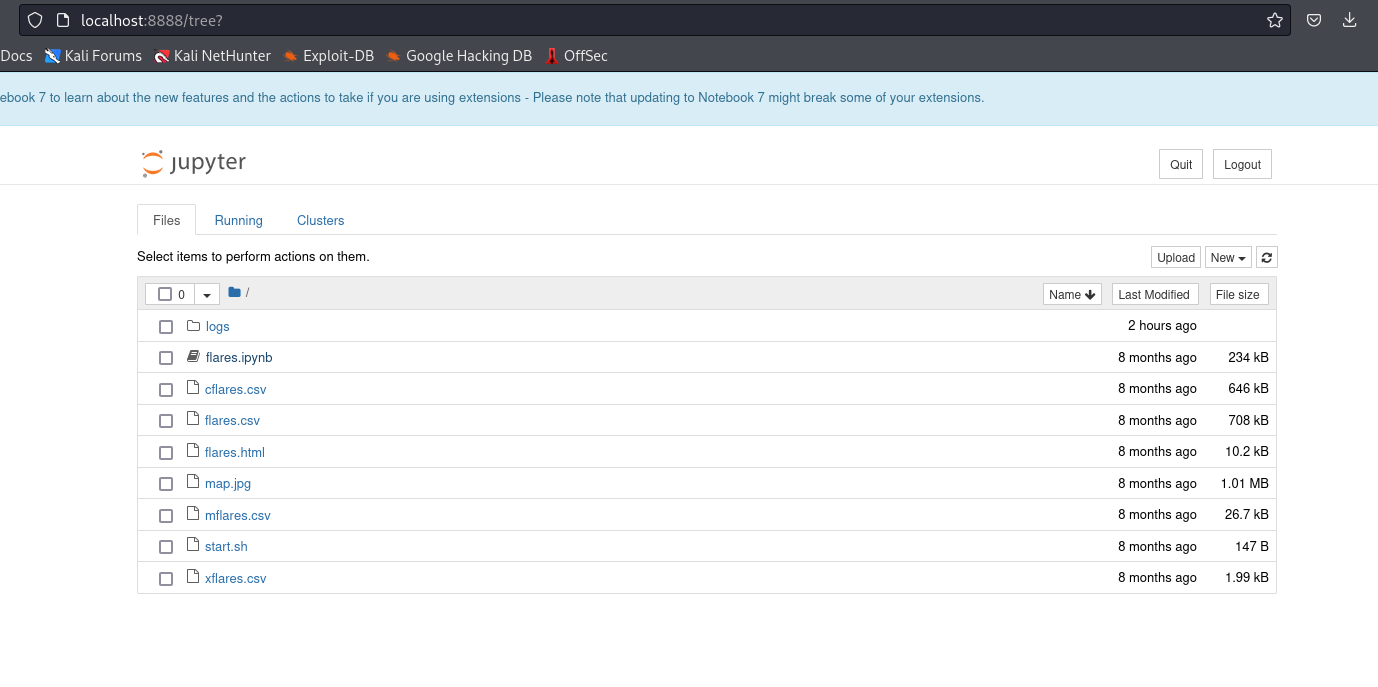 localhost:8888/tree?
Docs Kali Forums Kali NetHunter Exploit-DB Google Hacking DB OffSec
ebook 7 to learn about the new features and the actions to take if you are using extensions - Please note that updating to Notebook 7 might break some of your extensions.
jupyter Quit Logout
Files Running Clusters
Select items to perform actions on them. Upload New
0 / Name Last Modified File size
logs 2 hours ago
flares.ipynb 8 months ago 234 kB
cflares.csv 8 months ago 646 kB
flares.csv 8 months ago 708 kB
flares.html 8 months ago 10.2 kB
map.jpg 8 months ago 1.01 MB
mflares.csv 8 months ago 26.7 kB
start.sh 8 months ago 147 B
xflares.csv 8 months ago 1.99 kB